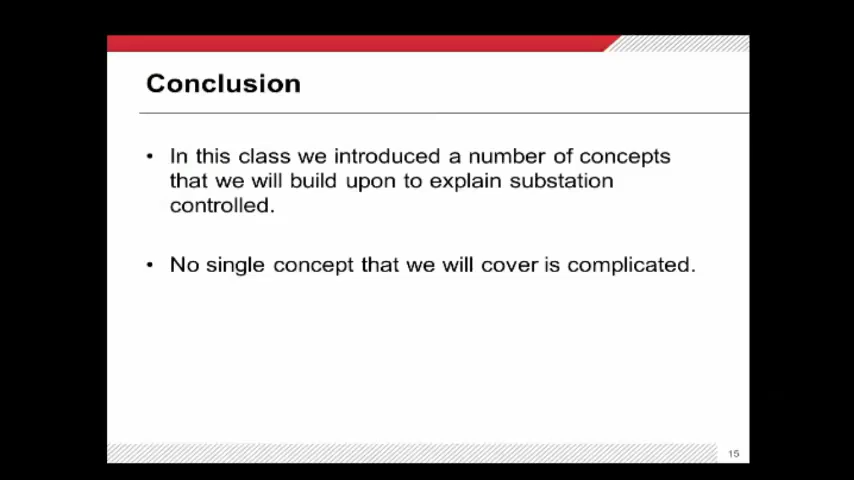 Conclusion
• In this class we introduced a number of concepts
that we will build upon to explain substation
controlled.
• No single concept that we will cover is complicated.
15